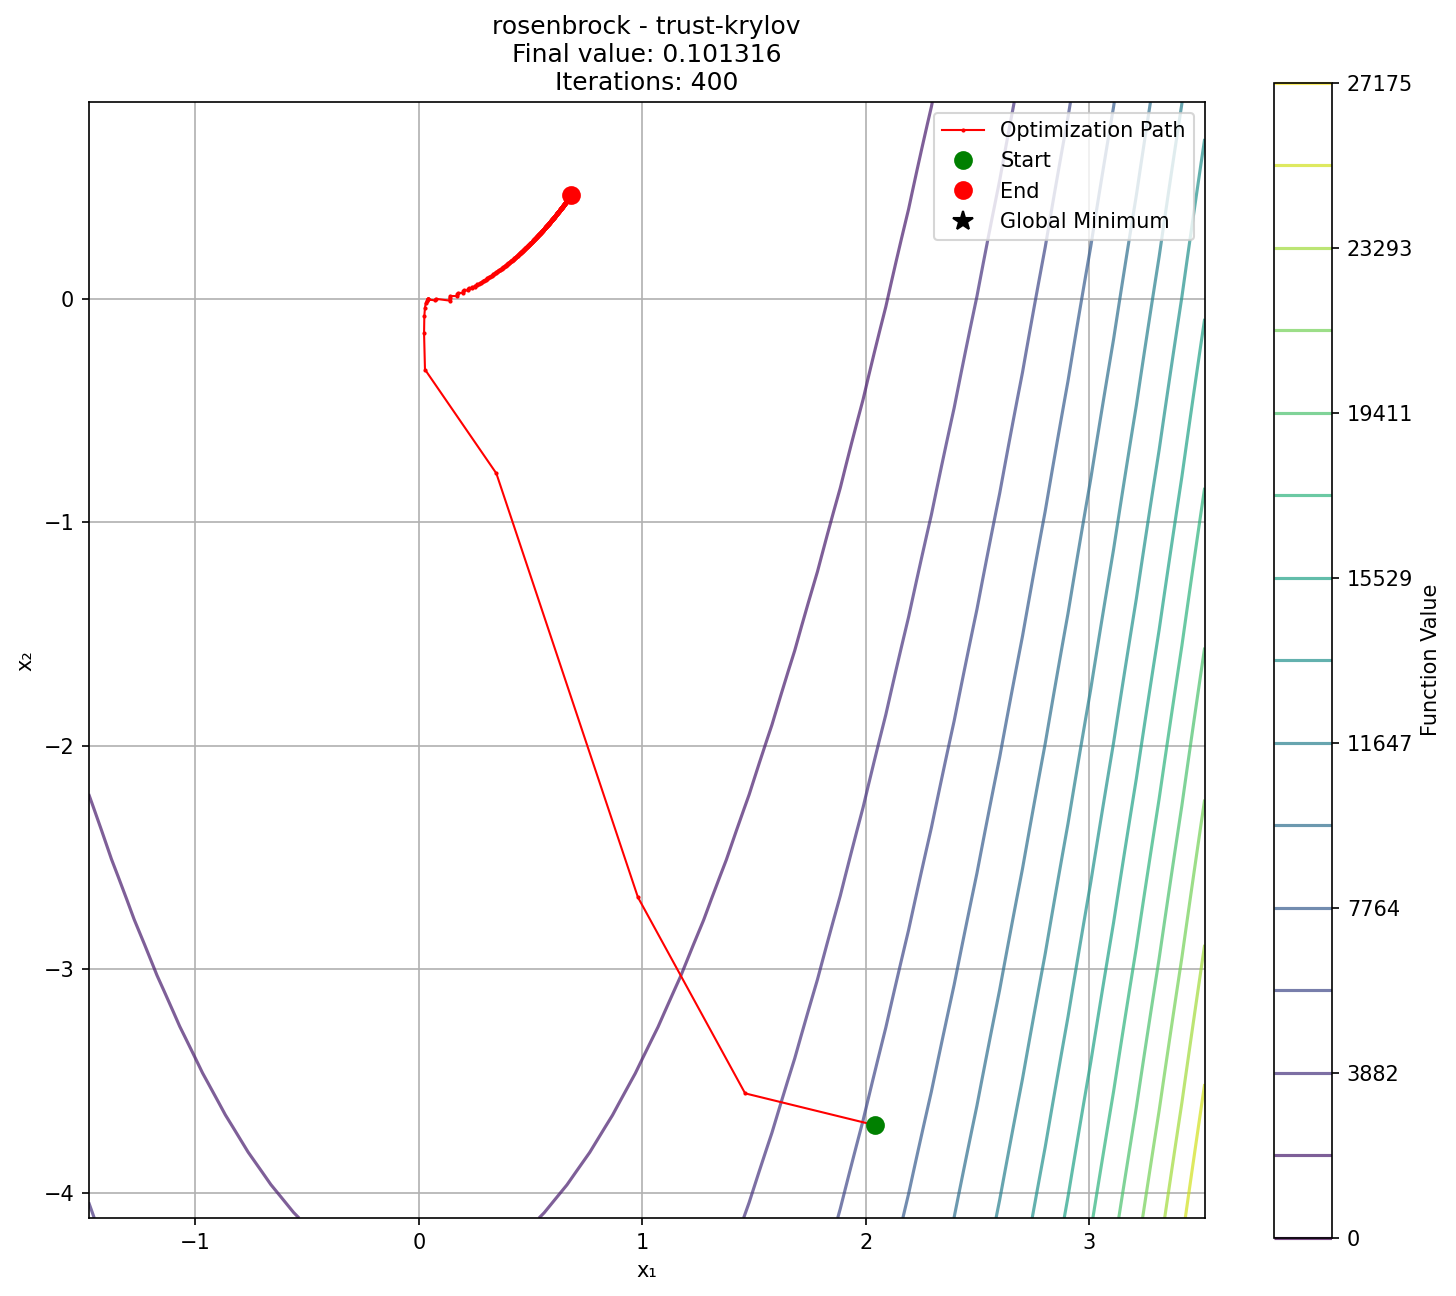 rosenbrock - trust-krylov
Final value: 0.101316
Iterations: 400
Optimization Path
Start
End
Global Minimum
0
−1
−2
−3
−4
x₂
−1
0
1
2
3
x₁
27175
23293
19411
15529
11647
7764
3882
0
Function Value